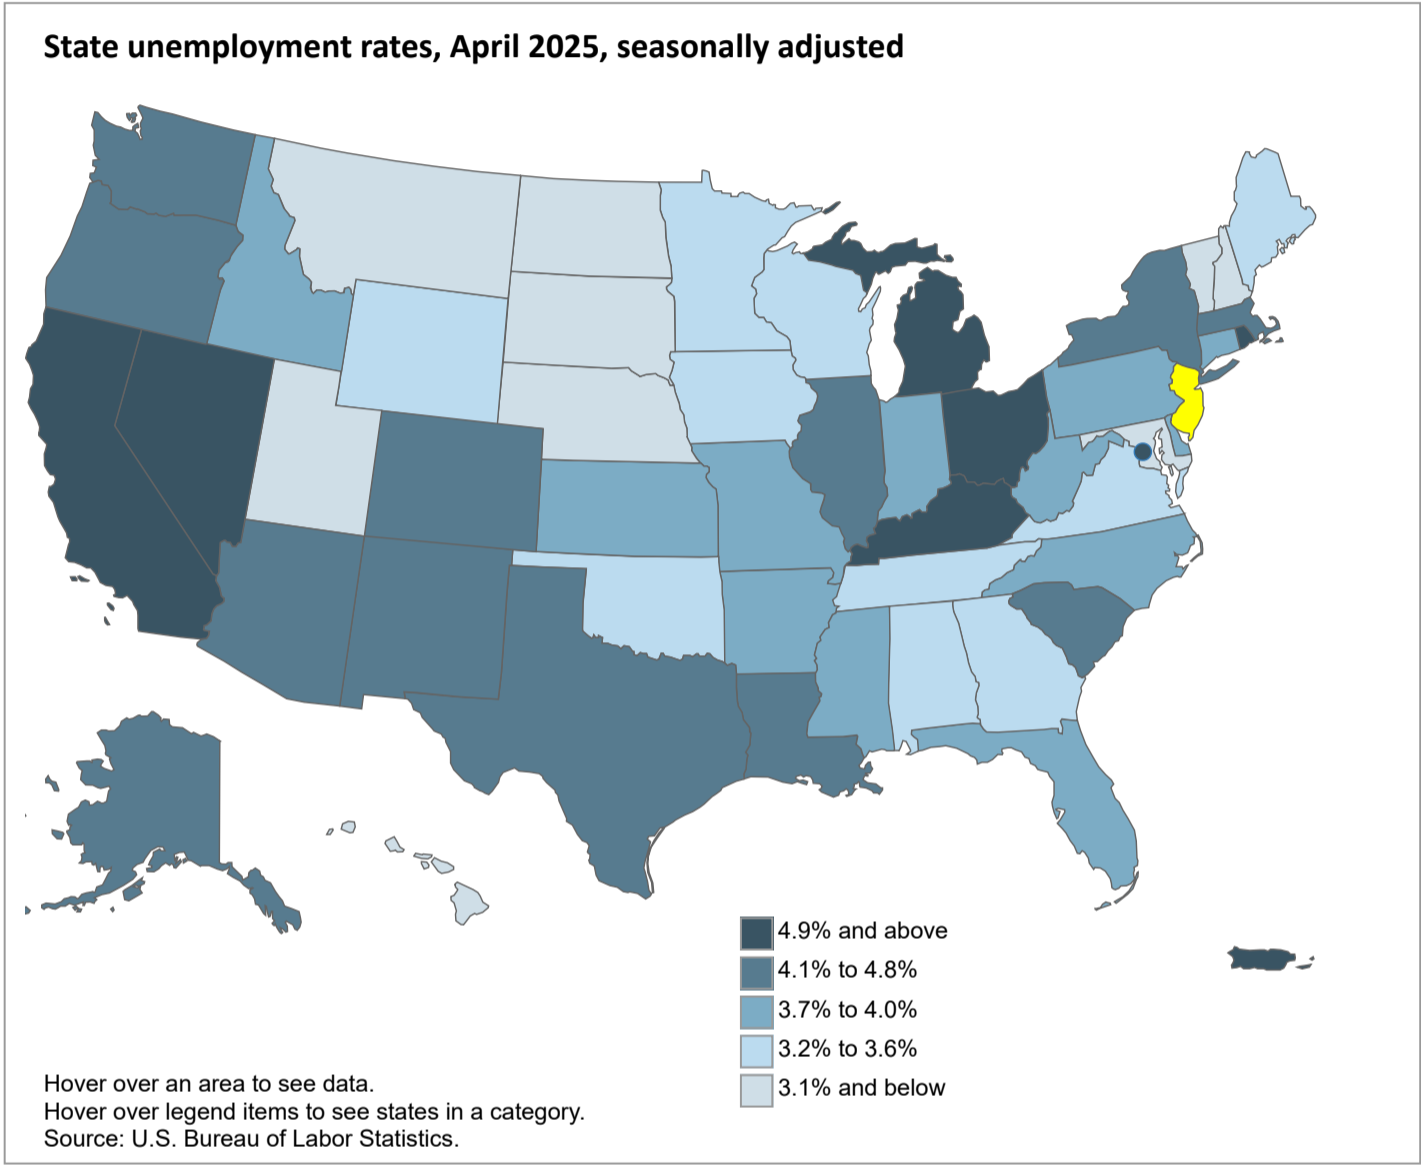 State unemployment rates, April 2025, seasonally adjusted
4.9% and above
4.1% to 4.8%
3.7% to 4.0%
3.2% to 3.6%
3.1% and below
Hover over an area to see data.
Hover over legend items to see states in a category.
Source: U.S. Bureau of Labor Statistics.